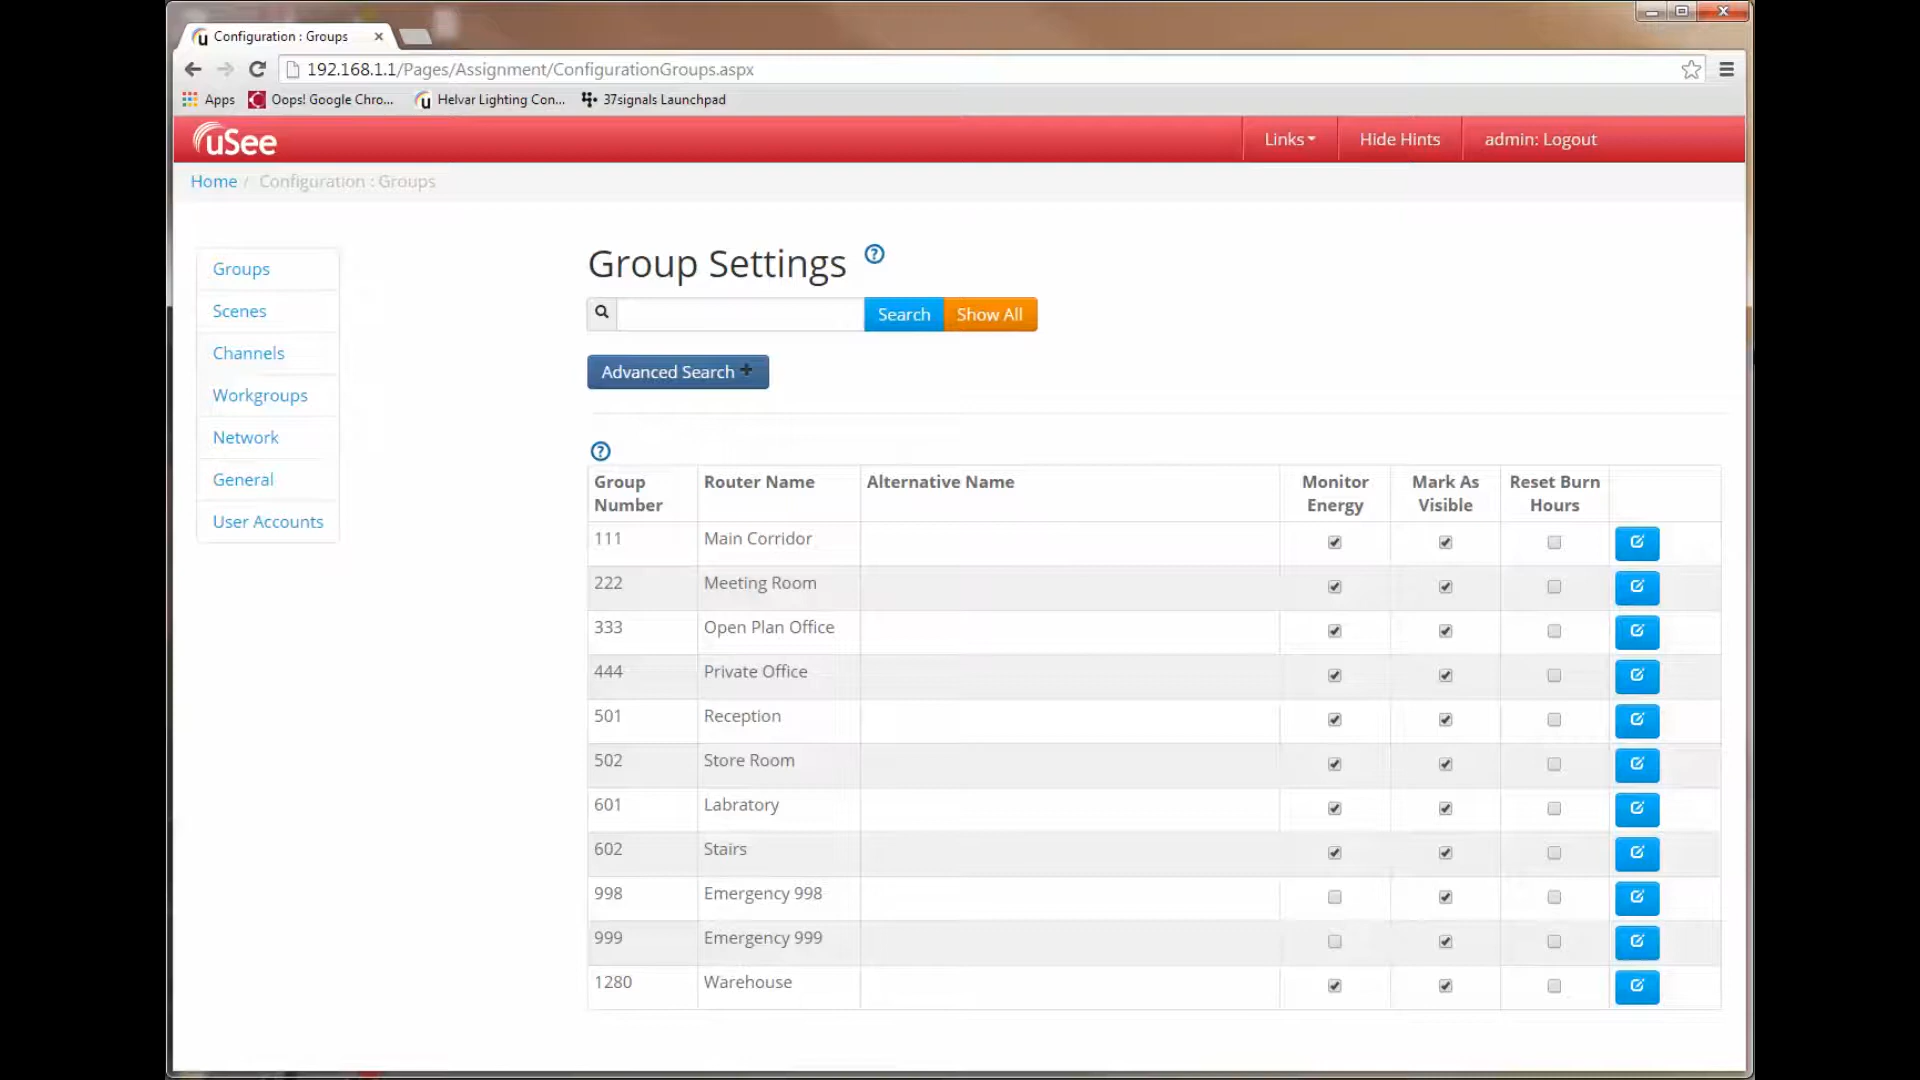 Configuration : Groups
192.168.1.1/Pages/Assignment/ConfigurationGroups.aspx
Apps Oops! Google Chro... Helvar Lighting Con... 37signals Launchpad
uSee Links Hide Hints admin: Logout
Home / Configuration : Groups
Groups
Scenes
Channels
Workgroups
Network
General
User Accounts
Group Settings ?
Search Show All
Advanced Search +
?
Group Number Router Name Alternative Name Monitor Energy Mark As Visible Reset Burn Hours
111 Main Corridor
222 Meeting Room
333 Open Plan Office
444 Private Office
501 Reception
502 Store Room
601 Labratory
602 Stairs
998 Emergency 998
999 Emergency 999
1280 Warehouse